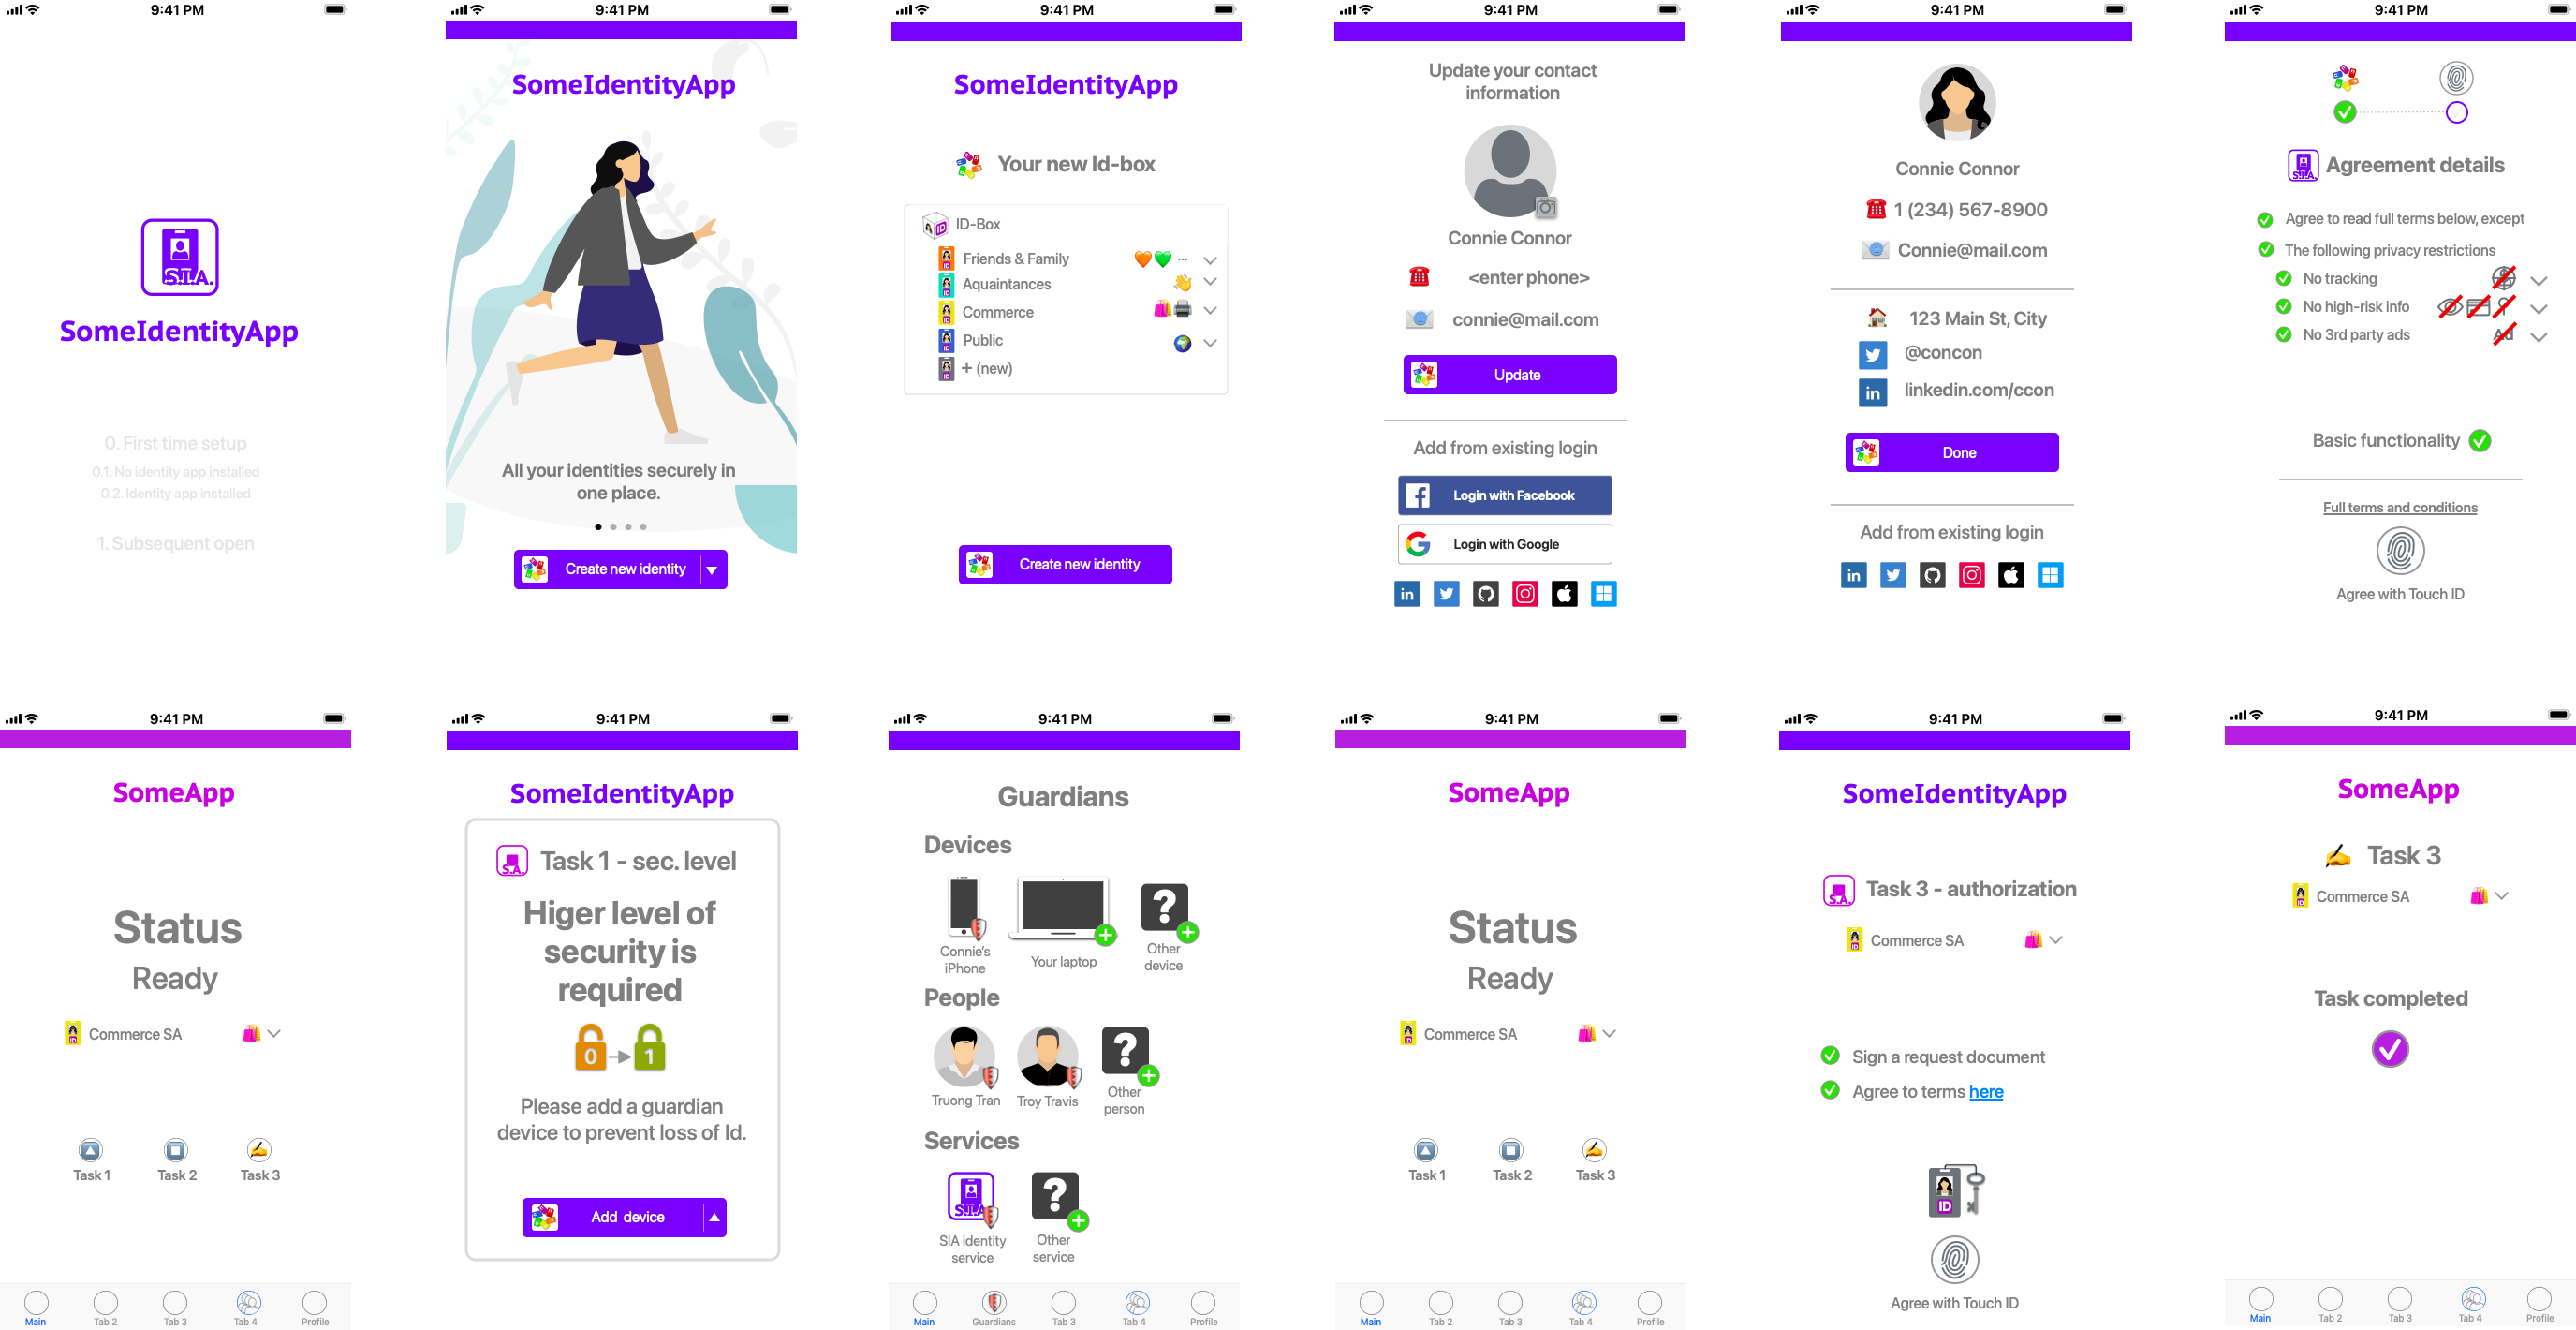 9:41 PM
S.I.A.
SomeIdentityApp
0. First time setup
0.1. No identity app installed
0.2. Identity app installed
1. Subsequent open
9:41 PM
SomeIdentityApp
All your identities securely in
one place.
Create new identity
9:41 PM
SomeIdentityApp
Your new Id-box
ID ID-Box
ID Friends & Family ...
ID Aquaintances
ID Commerce
ID Public
ID + (new)
Create new identity
9:41 PM
Update your contact
information
Connie Connor
<enter phone>
connie@mail.com
Update
Add from existing login
Login with Facebook
Login with Google
in
9:41 PM
Connie Connor
1 (234) 567-8900
Connie@mail.com
123 Main St, City
@concon
in linkedin.com/ccon
Done
Add from existing login
in
9:41 PM
S.I.A. Agreement details
Agree to read full terms below, except
The following privacy restrictions
No tracking
No high-risk info
No 3rd party ads Ad
Basic functionality
Full terms and conditions
Agree with Touch ID
9:41 PM
SomeApp
Status
Ready
ID Commerce SA
Task 1 Task 2 Task 3
Main Tab 2 Tab 3 Tab 4 Profile
9:41 PM
SomeIdentityApp
S.A. Task 1 - sec. level
Higer level of
security is
required
0 1
Please add a guardian
device to prevent loss of Id.
Add device
9:41 PM
Guardians
Devices
?
Connie's
iPhone
Your laptop
Other
device
People
?
Truong Tran Troy Travis
Other
person
Services
S.I.A. ?
SIA identity
service
Other
service
Main Guardians Tab 3 Tab 4 Profile
9:41 PM
SomeApp
Status
Ready
ID Commerce SA
Task 1 Task 2 Task 3
Main Tab 2 Tab 3 Tab 4 Profile
9:41 PM
SomeIdentityApp
S.A. Task 3 - authorization
ID Commerce SA
Sign a request document
Agree to terms here
ID
Agree with Touch ID
9:41 PM
SomeApp
Task 3
ID Commerce SA
Task completed
Main Tab 2 Tab 3 Tab 4 Profile